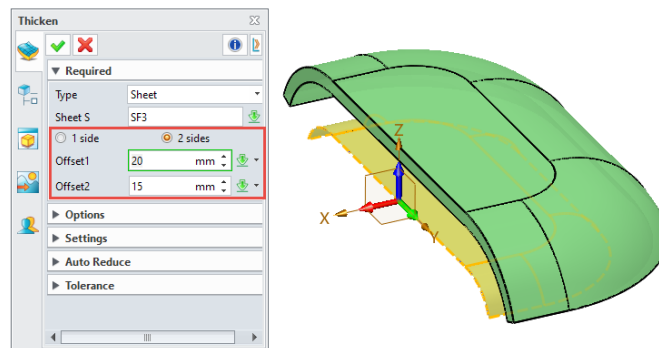 Thicken
Required
Type Sheet
Sheet S SF3
1 side 2 sides
Offset1 20 mm
Offset2 15 mm
Options
Settings
Auto Reduce
Tolerance
Z
X
Y